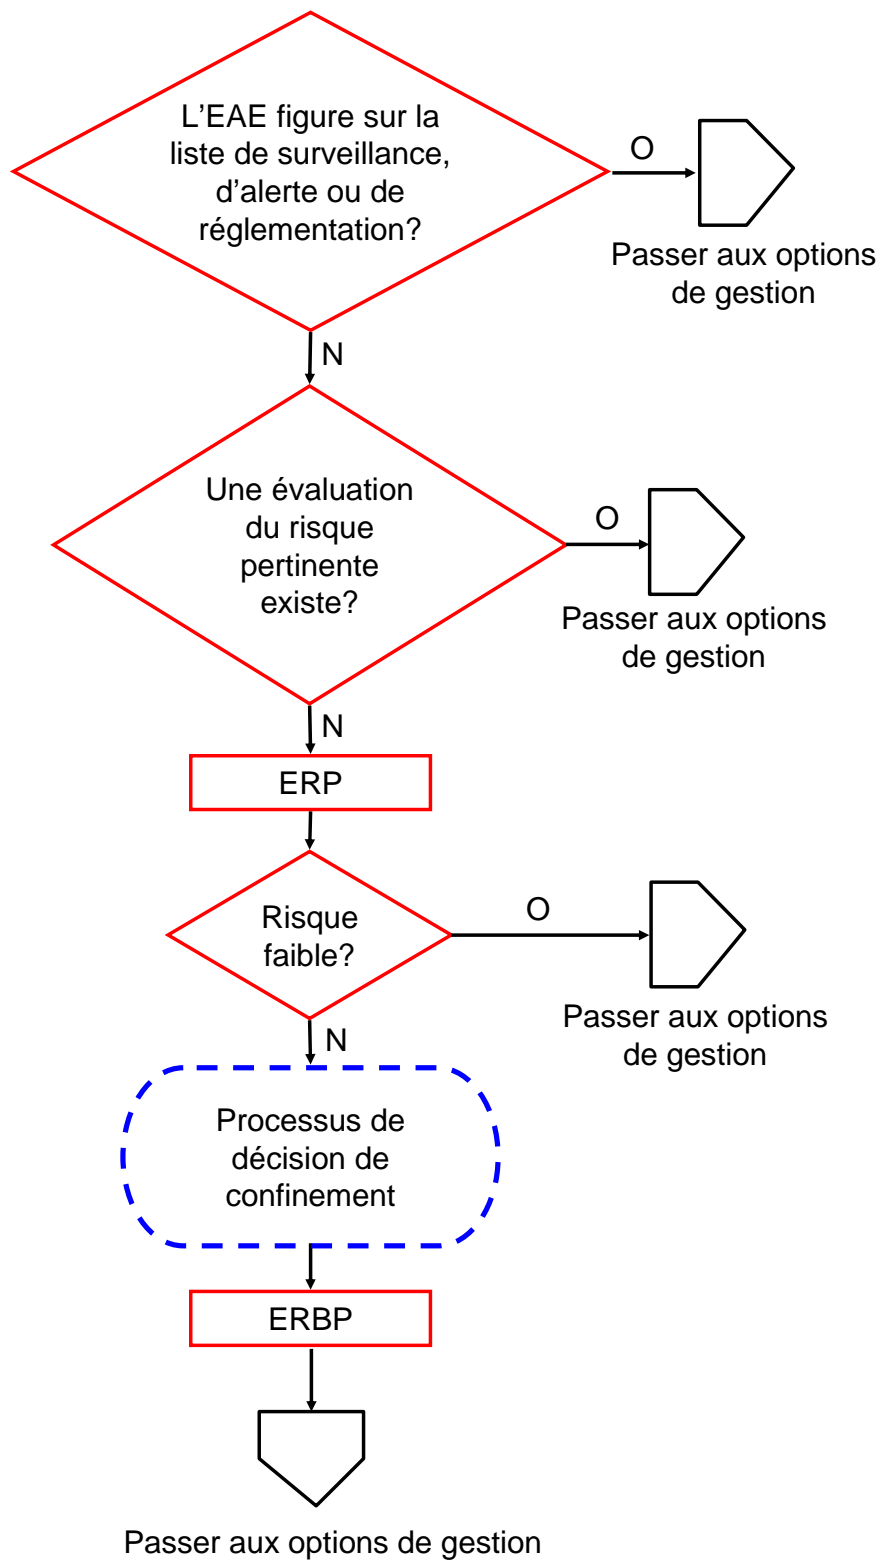 L'EAE figure sur la
liste de surveillance,
d'alerte ou de
réglementation?
O
Passer aux options
de gestion
N
Une évaluation
du risque
pertinente
existe?
O
Passer aux options
de gestion
N
ERP
Risque
faible?
O
Passer aux options
de gestion
N
Processus de
décision de
confinement
ERBP
Passer aux options de gestion